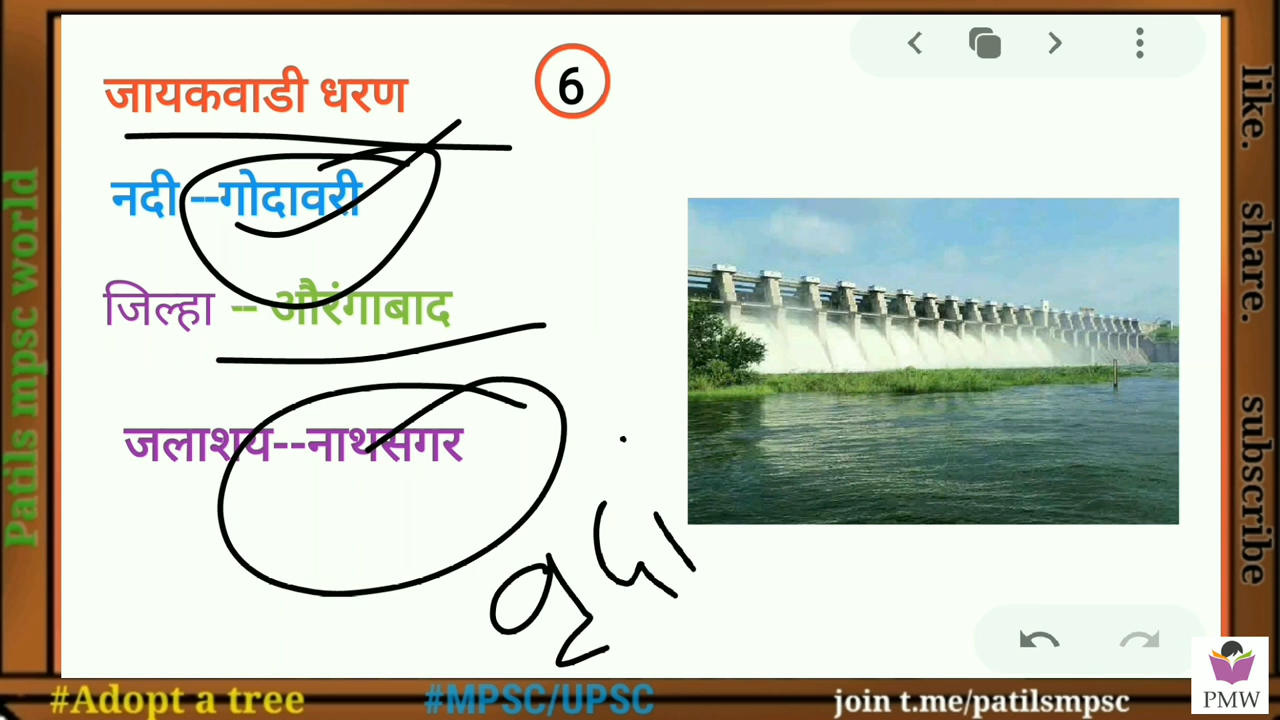 जायकवाडी धरण
6
नदी --गोदावरी
जिल्हा -- औरंगाबाद
जलाशय--नाथसगर
Patils mpsc world
like. share. subscribe
#Adopt a tree
#MPSC/UPSC
join t.me/patilsmpsc
PMW